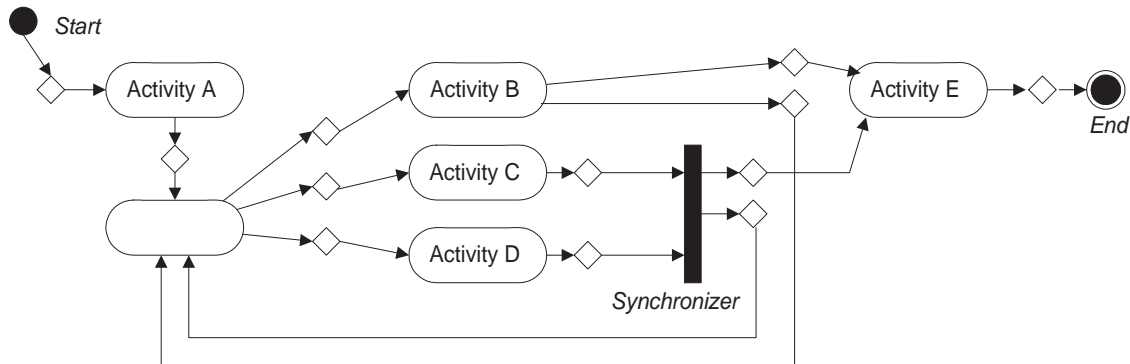 Start
Activity A
Activity B
Activity E
End
Activity C
Activity D
Synchronizer